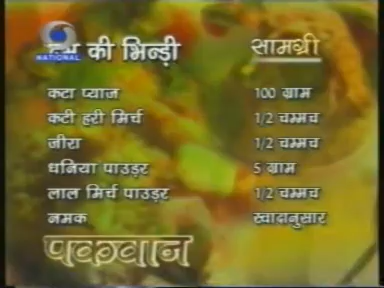 की भिन्ड़ी सामग्री
NATIONAL
कटा प्याज 100 ग्राम
कटी हरी मिर्च 1/2 चम्मच
जीरा 1/2 चम्मच
धनिया पाउडर 5 ग्राम
लाल मिर्च पाउडर 1/2 चम्मच
नमक स्वादानुसार
पकवान